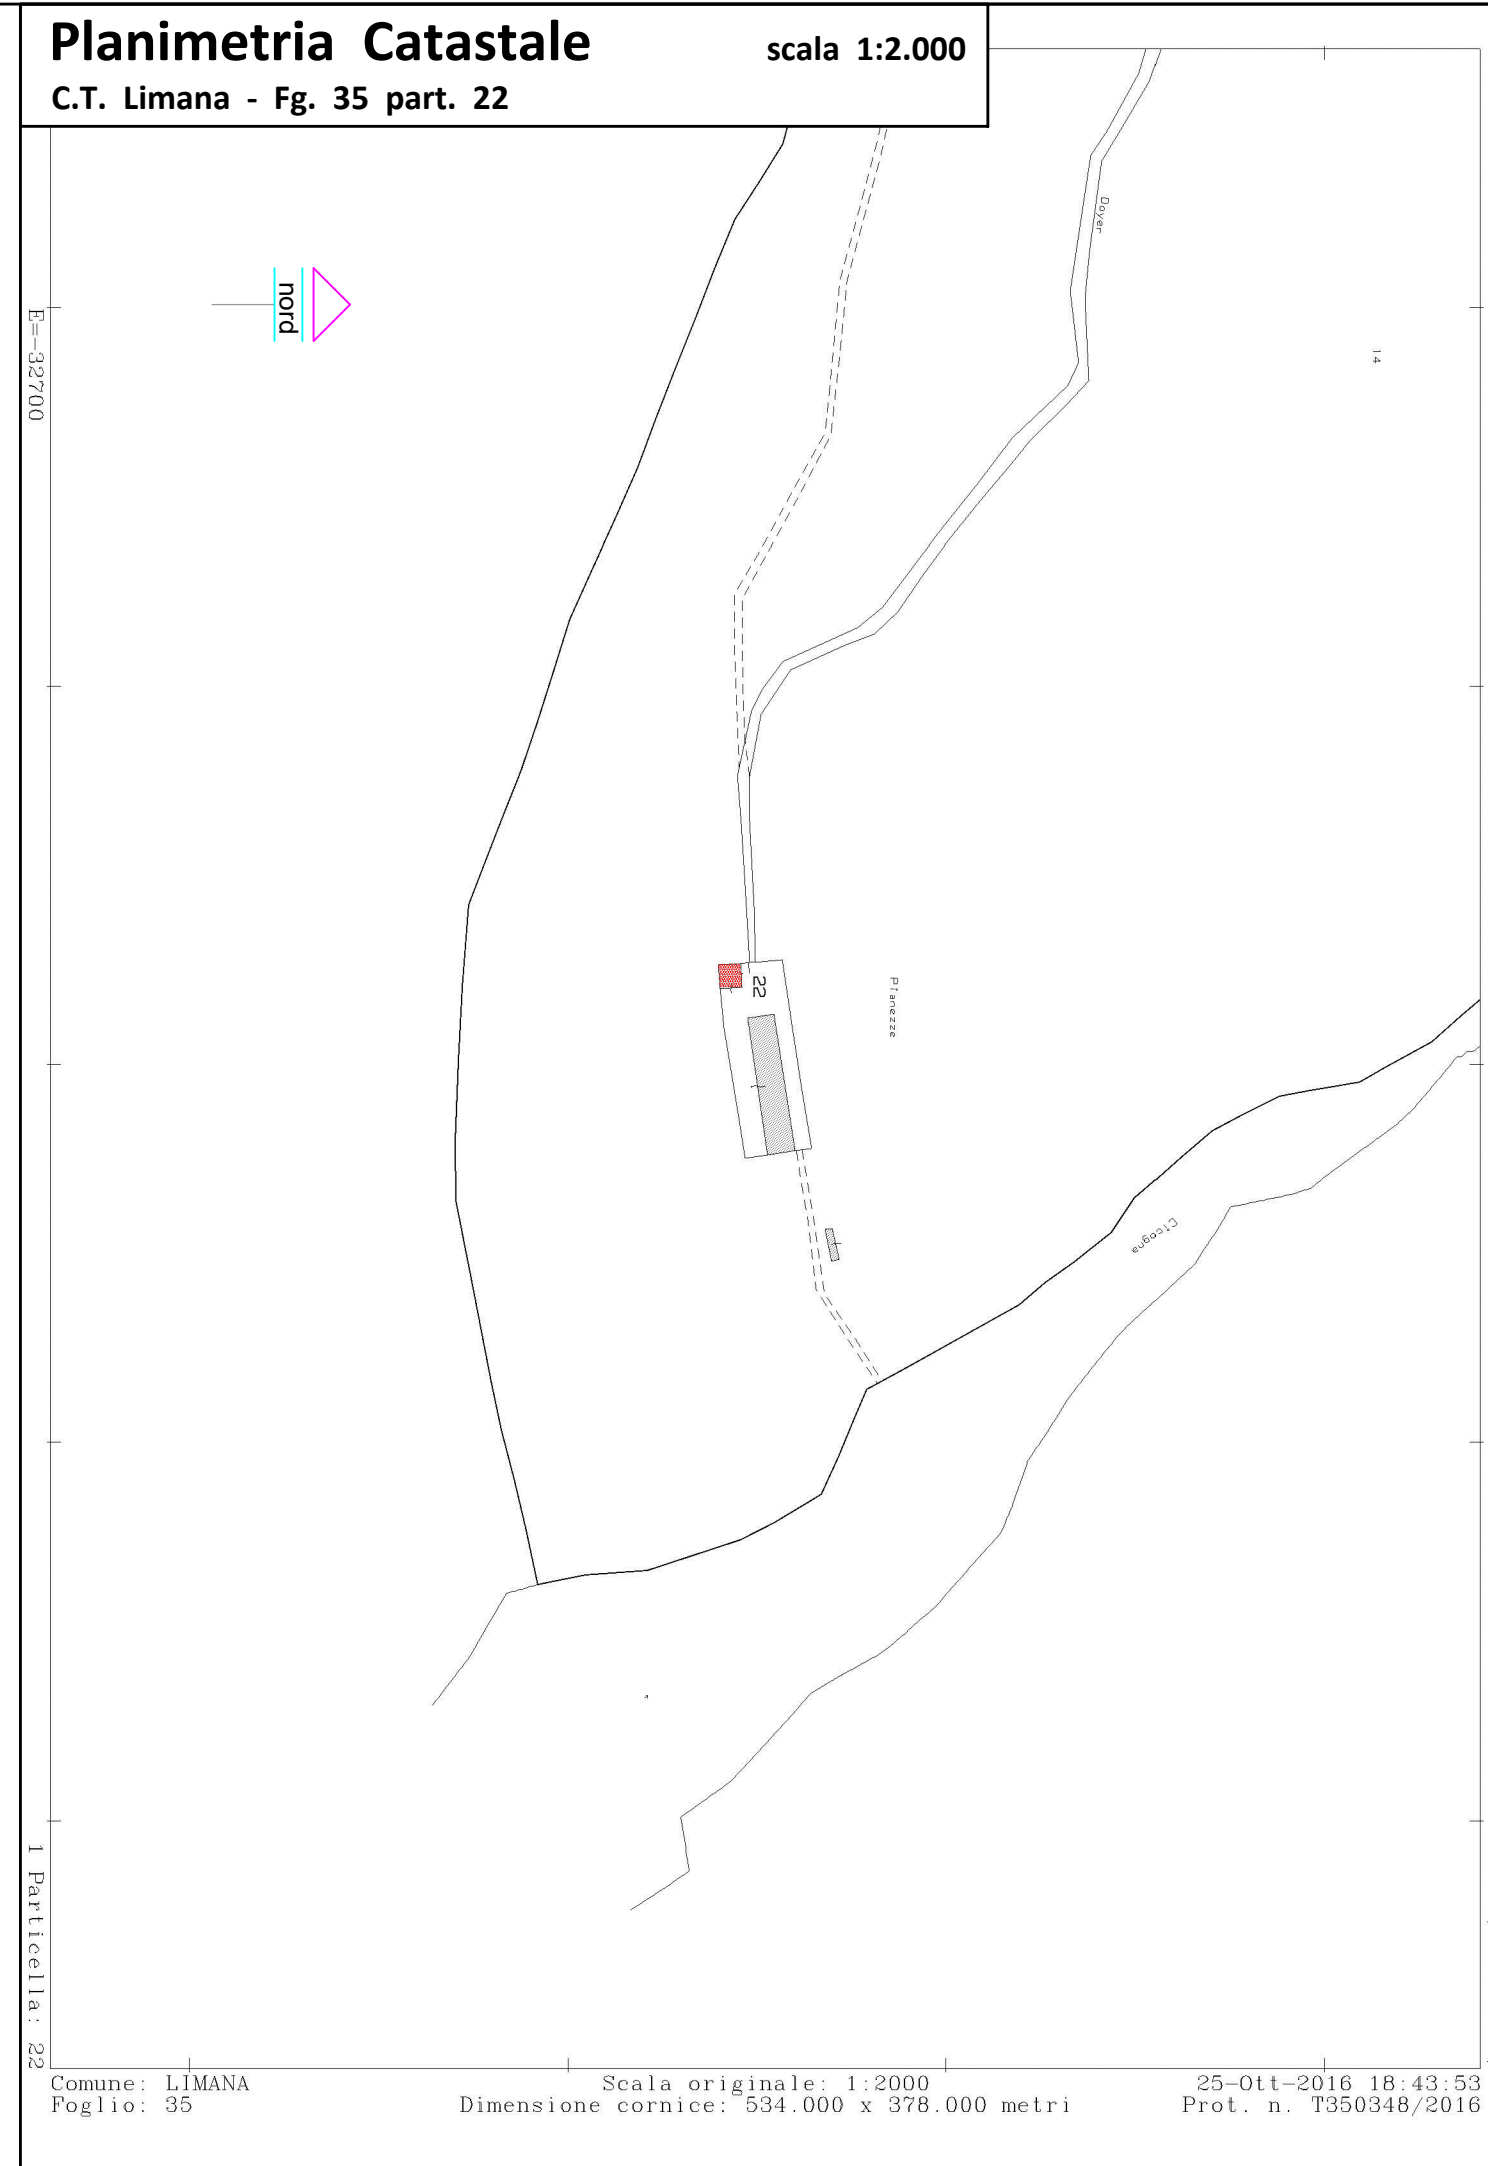 Planimetria Catastale
scala 1:2.000
C.T. Limana - Fg. 35 part. 22
Dayer
nord
E=-32700
14
22
Pianezze
Cicogna
1 Particella: 22
Comune: LIMANA
Scala originale: 1:2000
25-Ott-2016 18:43:53
Foglio: 35
Dimensione cornice: 534.000 x 378.000 metri
Prot. n. T350348/2016